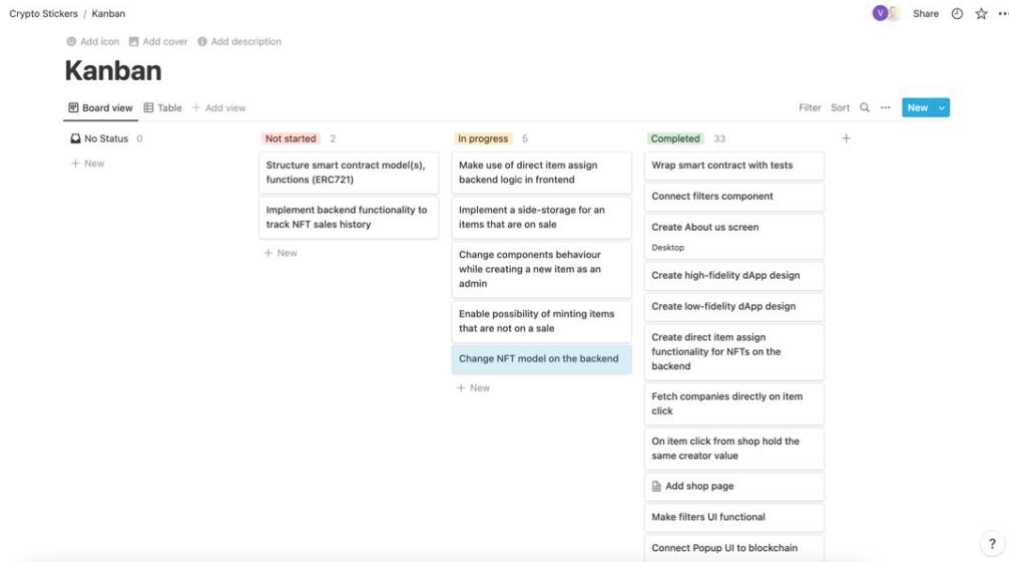 Crypto Stickers / Kanban
V
Share
Add icon Add cover Add description
Kanban
Board view Table + Add view
Filter Sort New
No Status 0
+ New
Not started 2
Structure smart contract model(s),
functions (ERC721)
Implement backend functionality to
track NFT sales history
+ New
In progress 5
Make use of direct item assign
backend logic in frontend
Implement a side-storage for an
items that are on sale
Change components behaviour
while creating a new item as an
admin
Enable possibility of minting items
that are not on a sale
Change NFT model on the backend
+ New
Completed 33
Wrap smart contract with tests
Connect filters component
Create About us screen
Desktop
Create high-fidelity dApp design
Create low-fidelity dApp design
Create direct item assign
functionality for NFTs on the
backend
Fetch companies directly on item
click
On item click from shop hold the
same creator value
Add shop page
Make filters UI functional
Connect Popup UI to blockchain
+
?